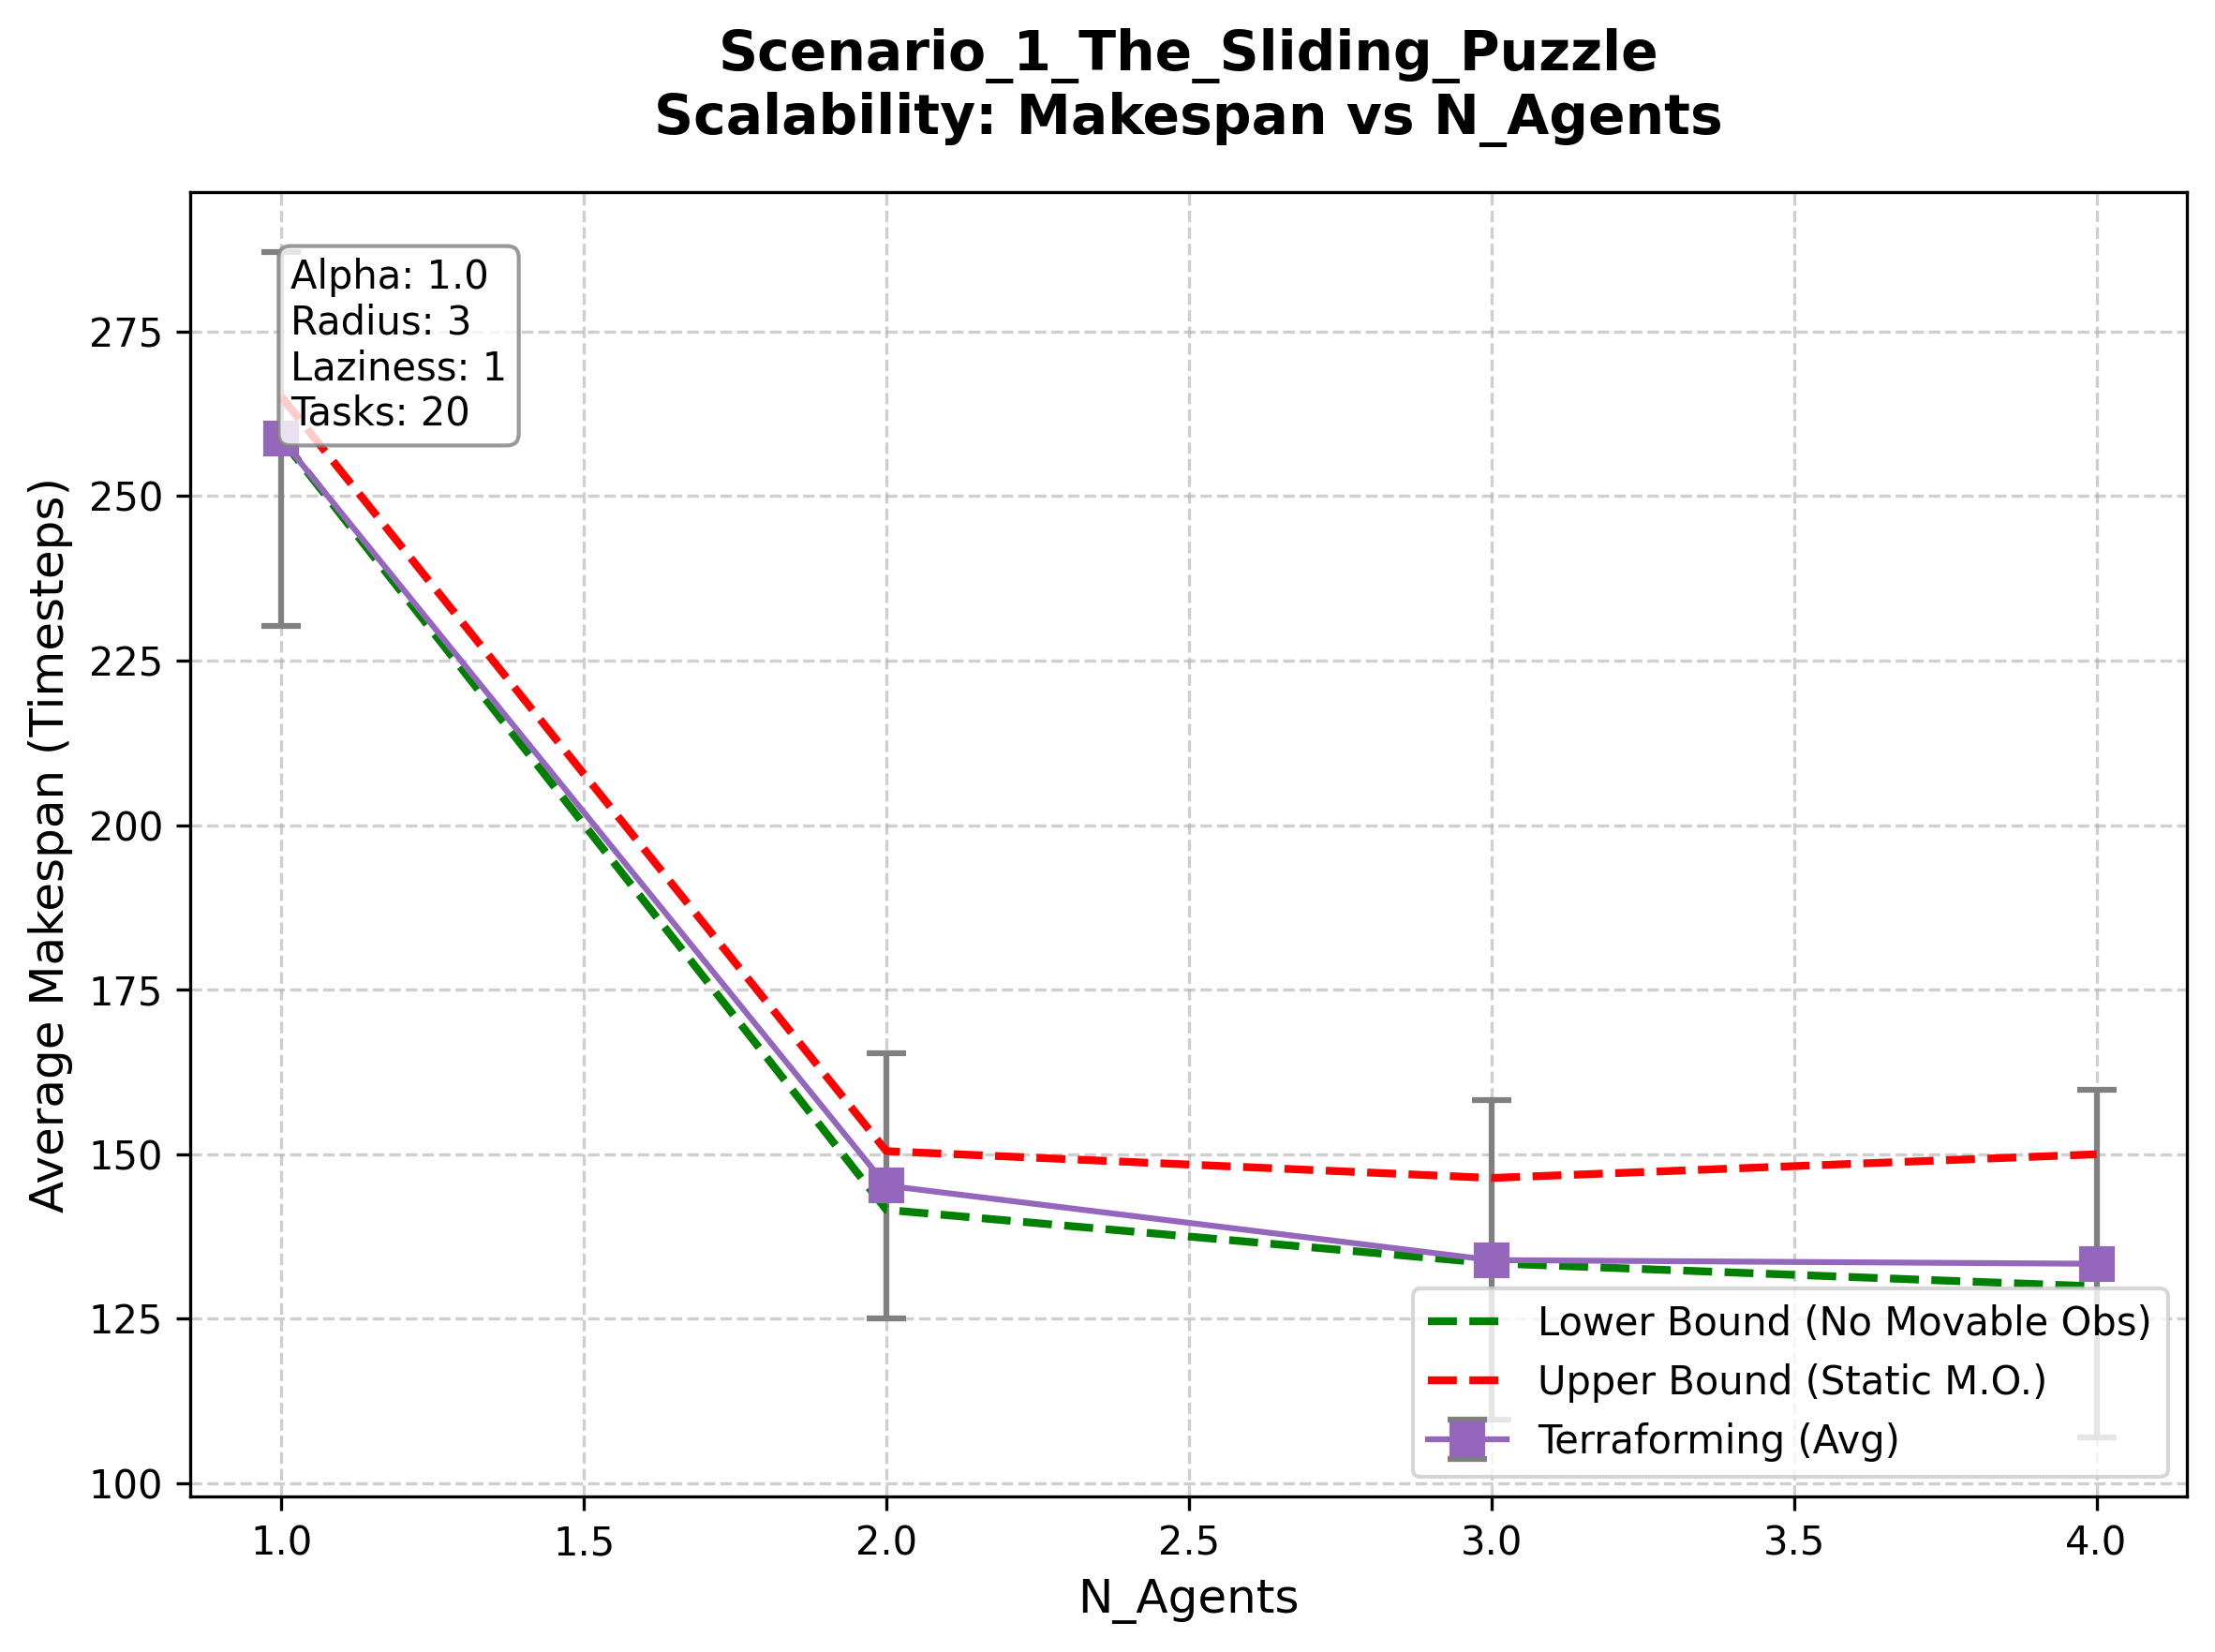 Scenario_1_The_Sliding_Puzzle
Scalability: Makespan vs N_Agents
Alpha: 1.0
Radius: 3
Laziness: 1
Tasks: 20
Average Makespan (Timesteps)
275
250
225
200
175
150
125
100
Lower Bound (No Movable Obs)
Upper Bound (Static M.O.)
Terraforming (Avg)
1.0 1.5 2.0 2.5 3.0 3.5 4.0
N_Agents